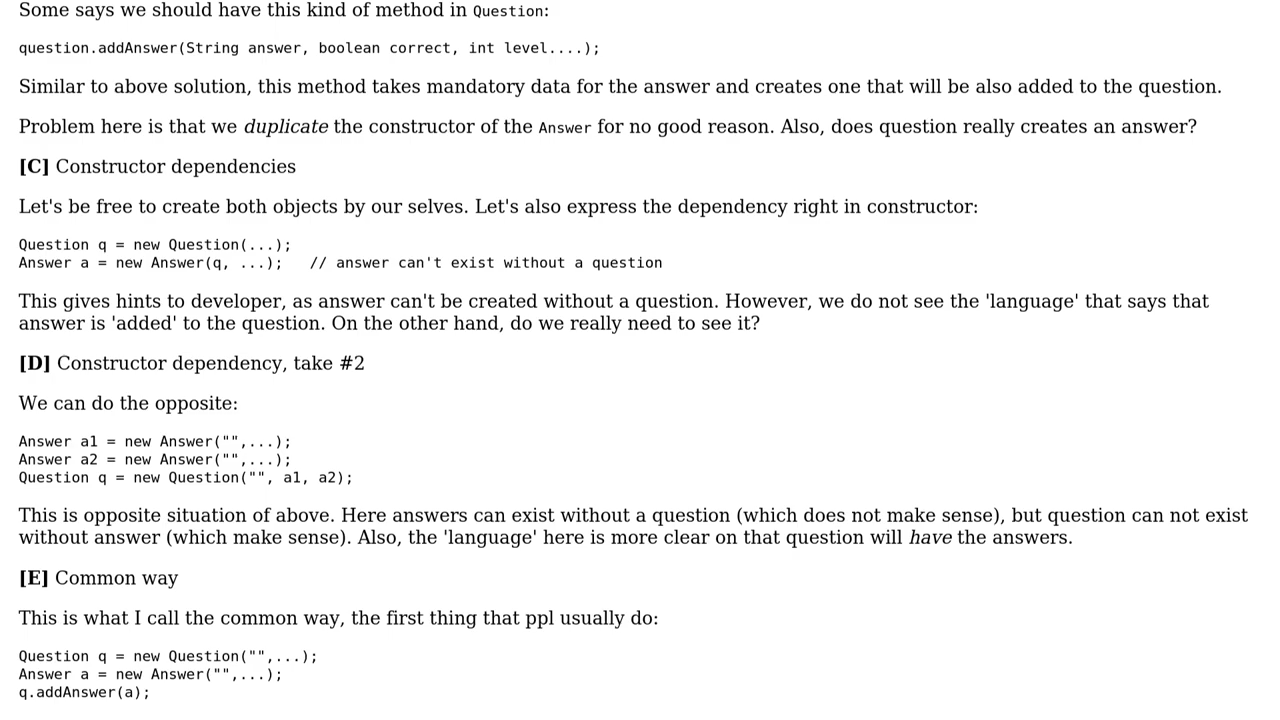 Some says we should have this kind of method in Question:
question.addAnswer(String answer, boolean correct, int level....);
Similar to above solution, this method takes mandatory data for the answer and creates one that will be also added to the question.
Problem here is that we duplicate the constructor of the Answer for no good reason. Also, does question really creates an answer?
[C] Constructor dependencies
Let's be free to create both objects by our selves. Let's also express the dependency right in constructor:
Question q = new Question(...);
Answer a = new Answer(q, ...);   // answer can't exist without a question
This gives hints to developer, as answer can't be created without a question. However, we do not see the 'language' that says that
answer is 'added' to the question. On the other hand, do we really need to see it?
[D] Constructor dependency, take #2
We can do the opposite:
Answer a1 = new Answer("",...);
Answer a2 = new Answer("",...);
Question q = new Question("", a1, a2);
This is opposite situation of above. Here answers can exist without a question (which does not make sense), but question can not exist
without answer (which make sense). Also, the 'language' here is more clear on that question will have the answers.
[E] Common way
This is what I call the common way, the first thing that ppl usually do:
Question q = new Question("",...);
Answer a = new Answer("",...);
q.addAnswer(a);